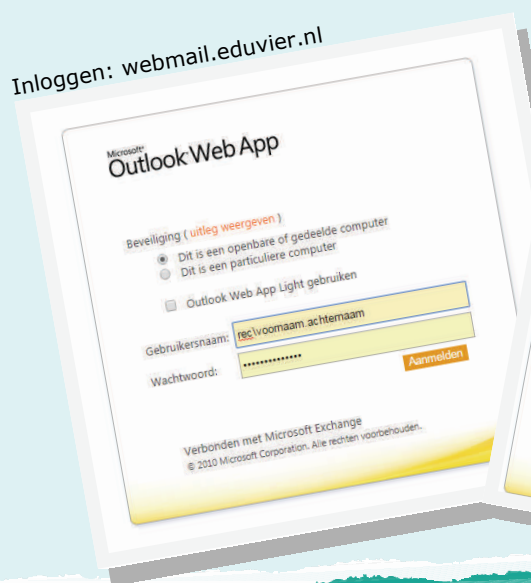 Inloggen: webmail.eduvier.nl
Microsoft®
Outlook Web App
Beveiliging ( uitleg weergeven )
Dit is een openbare of gedeelde computer
Dit is een particuliere computer
Outlook Web App Light gebruiken
Gebruikersnaam: rec\voornaam.achternaam
Wachtwoord: ••••••••••••••
Aanmelden
Verbonden met Microsoft Exchange
© 2010 Microsoft Corporation. Alle rechten voorbehouden.